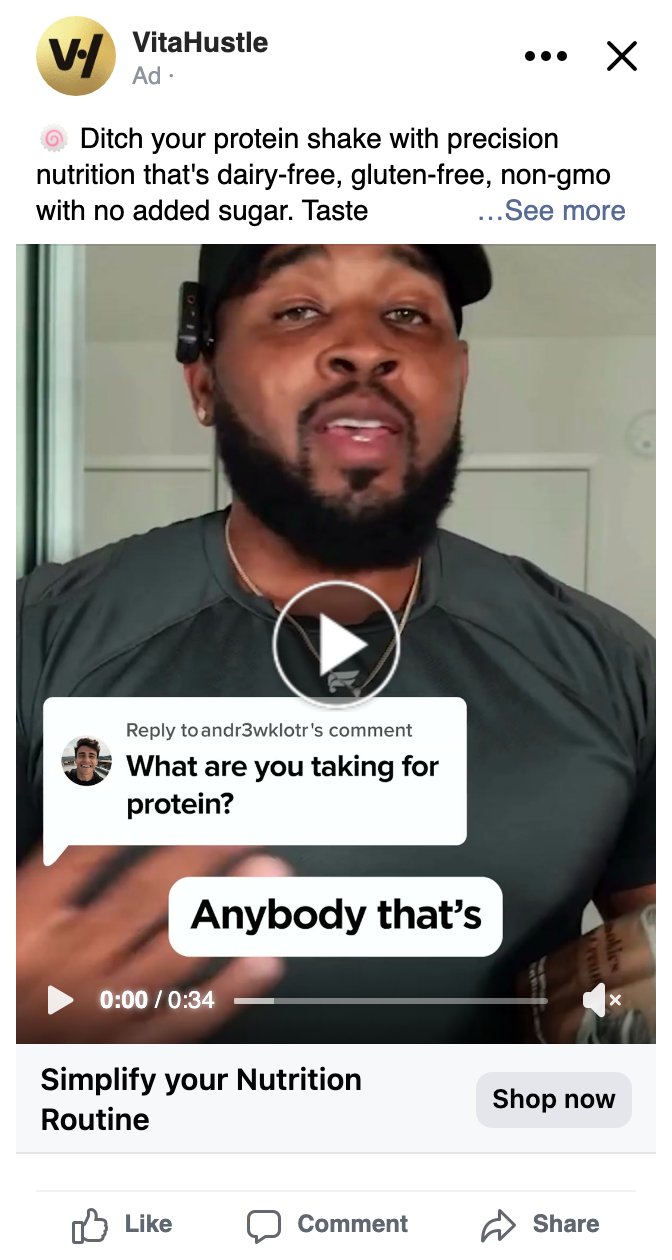 VitaHustle
Ad ·
🍥 Ditch your protein shake with precision
nutrition that's dairy-free, gluten-free, non-gmo
with no added sugar. Taste ...See more
Reply to andr3wklotr's comment
What are you taking for
protein?
Anybody that's
0:00 / 0:34
Simplify your Nutrition
Routine
Shop now
Like Comment Share